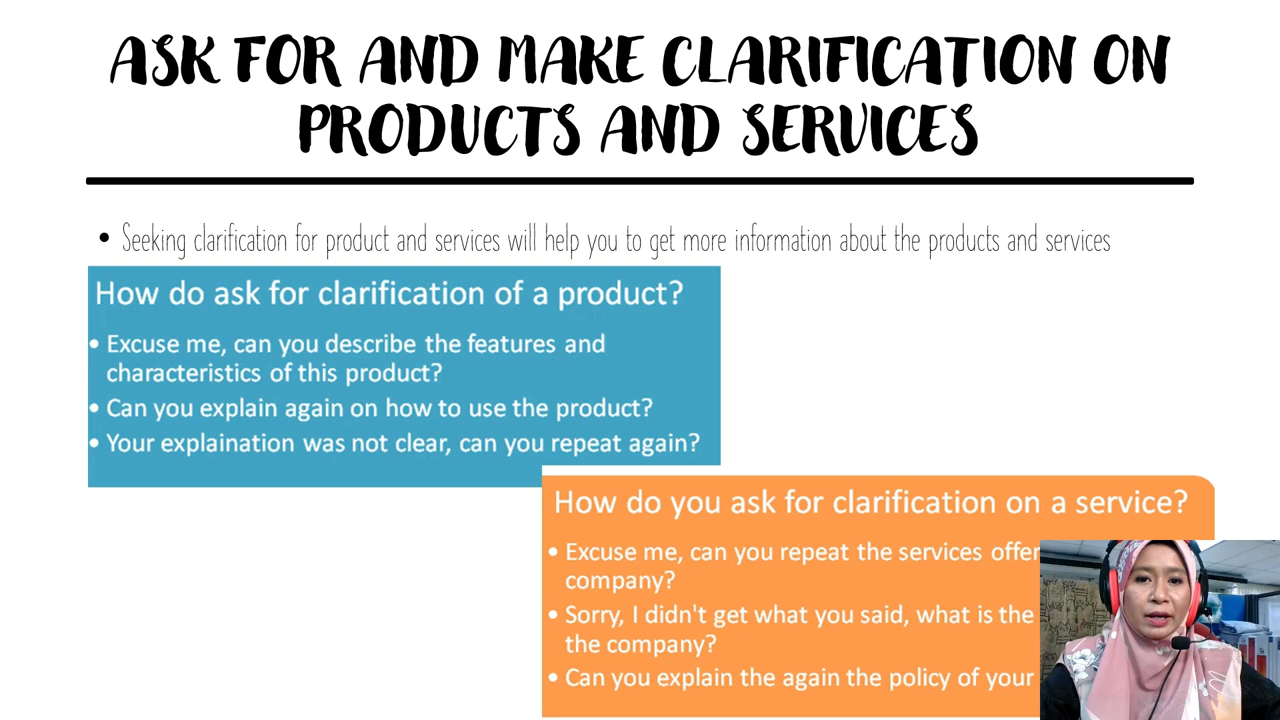 ASK FOR AND MAKE CLARIFICATION ON
PRODUCTS AND SERVICES
• Seeking clarification for product and services will help you to get more information about the products and services
How do ask for clarification of a product?
• Excuse me, can you describe the features and
characteristics of this product?
• Can you explain again on how to use the product?
• Your explaination was not clear, can you repeat again?
How do you ask for clarification on a service?
• Excuse me, can you repeat the services offer
company?
• Sorry, I didn't get what you said, what is the
the company?
• Can you explain the again the policy of your